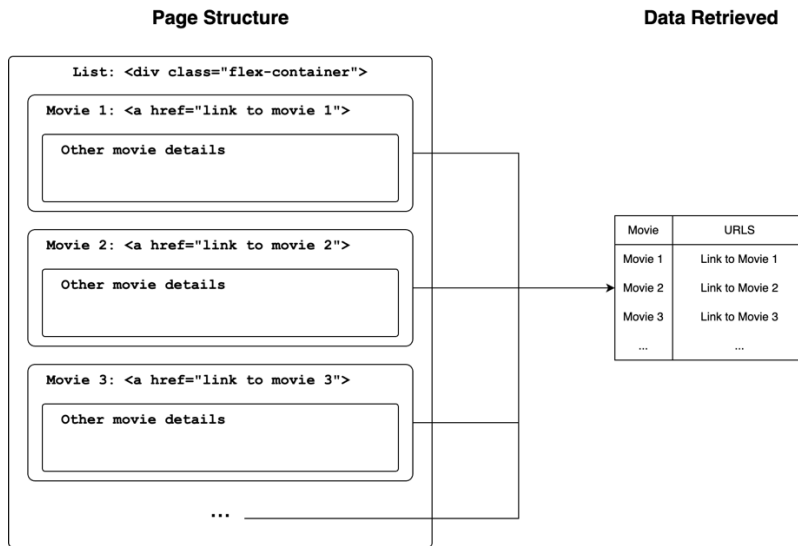 Page Structure
Data Retrieved
List: <div class="flex-container">
Movie 1: <a href="link to movie 1">
Other movie details
Movie 2: <a href="link to movie 2">
Other movie details
Movie 3: <a href="link to movie 3">
Other movie details
...
Movie URLS
Movie 1 Link to Movie 1
Movie 2 Link to Movie 2
Movie 3 Link to Movie 3
... ...